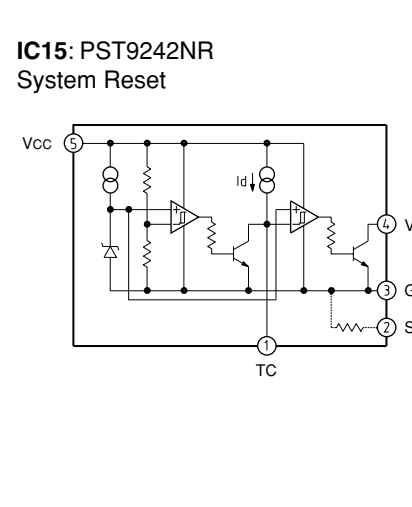 IC15: PST9242NR
System Reset
VCC
5
Id
4
V
3
G
2
S
1
TC